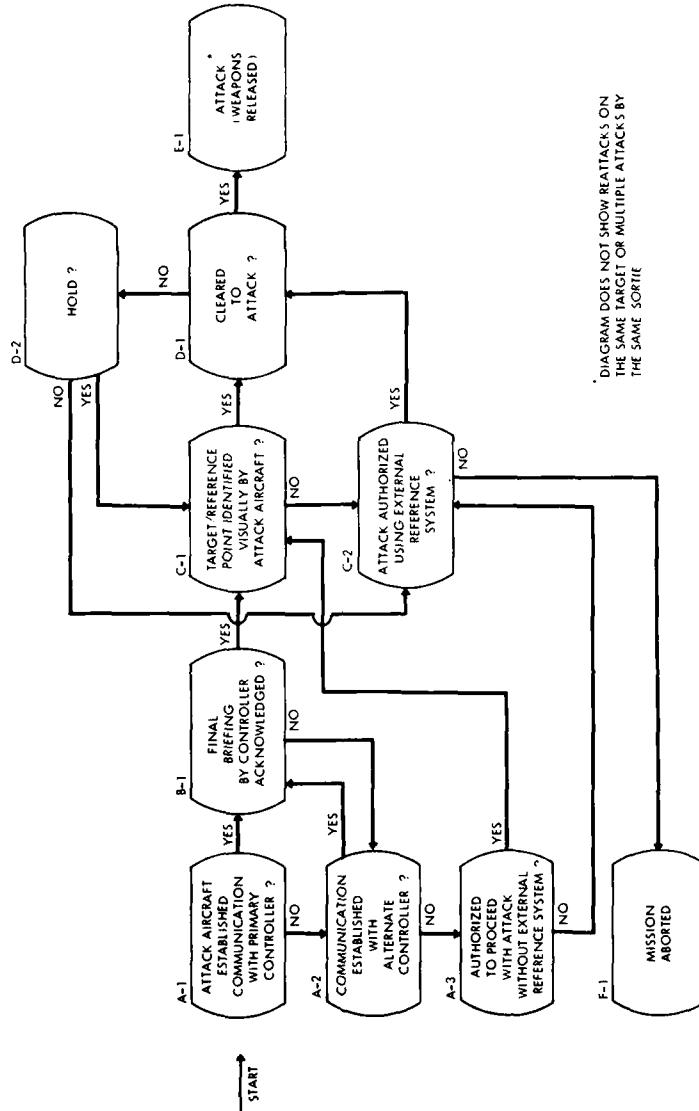 START
A-1
ATTACK AIRCRAFT
ESTABLISHED
COMMUNICATION
WITH PRIMARY
CONTROLLER ?
YES
NO
A-2
COMMUNICATION
ESTABLISHED
WITH
ALTERNATE
CONTROLLER ?
YES
NO
A-3
AUTHORIZED
TO PROCEED
WITH ATTACK
WITHOUT EXTERNAL
REFERENCE SYSTEM ?
YES
NO
F-1
MISSION
ABORTED
B-1
FINAL
BRIEFING
BY CONTROLLER
ACKNOWLEDGED ?
YES
NO
C-1
TARGET/REFERENCE
POINT IDENTIFIED
VISUALLY BY
ATTACK AIRCRAFT ?
YES
NO
C-2
ATTACK AUTHORIZED
USING EXTERNAL
REFERENCE
SYSTEM ?
YES
NO
D-2
HOLD ?
NO
YES
D-1
CLEARED
TO
ATTACK ?
NO
YES
E-1
ATTACK *
(WEAPONS
RELEASED)
* DIAGRAM DOES NOT SHOW REATTACKS ON
THE SAME TARGET OR MULTIPLE ATTACKS BY
THE SAME SORTIE